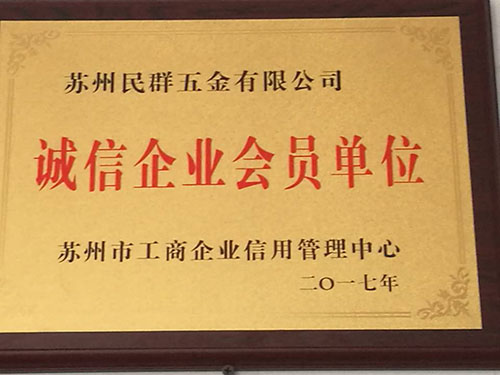 苏州民群五金有限公司
诚信企业会员单位
苏州市工商企业信用管理中心
二〇一七年